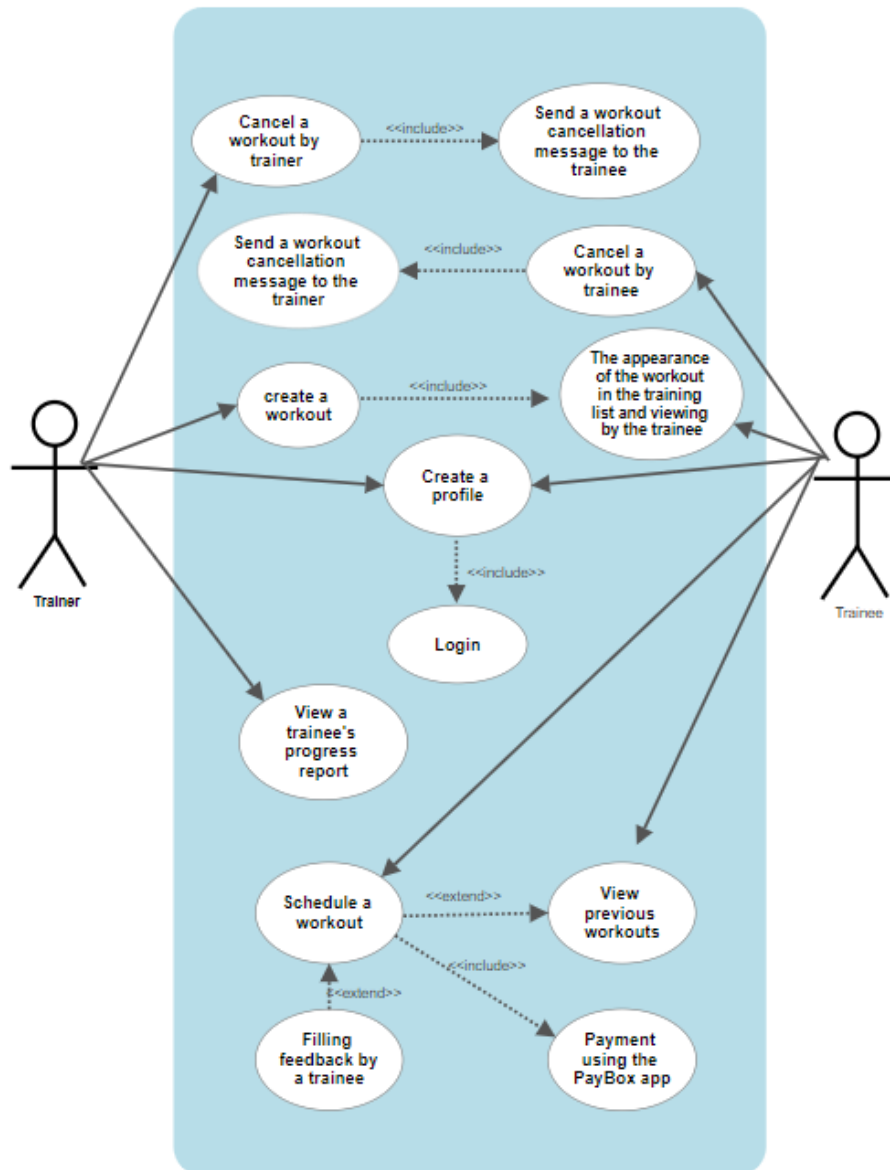 Cancel a
workout by
trainer
<<include>>
Send a workout
cancellation
message to the
trainee
Send a workout
cancellation
message to the
trainer
<<include>>
Cancel a
workout by
trainee
create a
workout
<<include>>
The appearance
of the workout
in the training
list and viewing
by the trainee
Create a
profile
<<include>>
Trainer
Trainee
Login
View a
trainee's
progress
report
Schedule a
workout
<<extend>>
View
previous
workouts
<<include>>
<<extend>>
Filling
feedback by
a trainee
Payment
using the
PayBox app